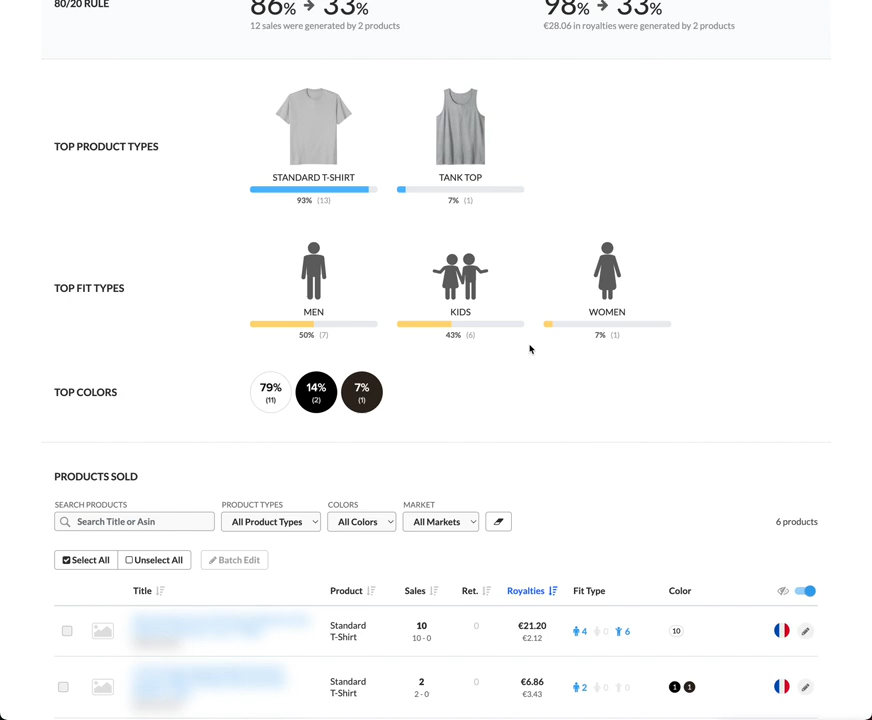 80/20 RULE
86% → 33%
98% → 33%
12 sales were generated by 2 products
€28.06 in royalties were generated by 2 products
TOP PRODUCT TYPES
STANDARD T-SHIRT
TANK TOP
93% (13)
7% (1)
TOP FIT TYPES
MEN
KIDS
WOMEN
50% (7)
43% (6)
7% (1)
TOP COLORS
79%
(11)
14%
(2)
7%
(1)
PRODUCTS SOLD
SEARCH PRODUCTS
PRODUCT TYPES
COLORS
MARKET
Search Title or Asin
All Product Types
All Colors
All Markets
6 products
Select All
Unselect All
Batch Edit
Title Product Sales Ret. Royalties Fit Type Color
Standard
T-Shirt
10
10 - 0
0
€21.20
€2.12
4 0 6
10
Standard
T-Shirt
2
2 - 0
0
€6.86
€3.43
2 0 0
1 1